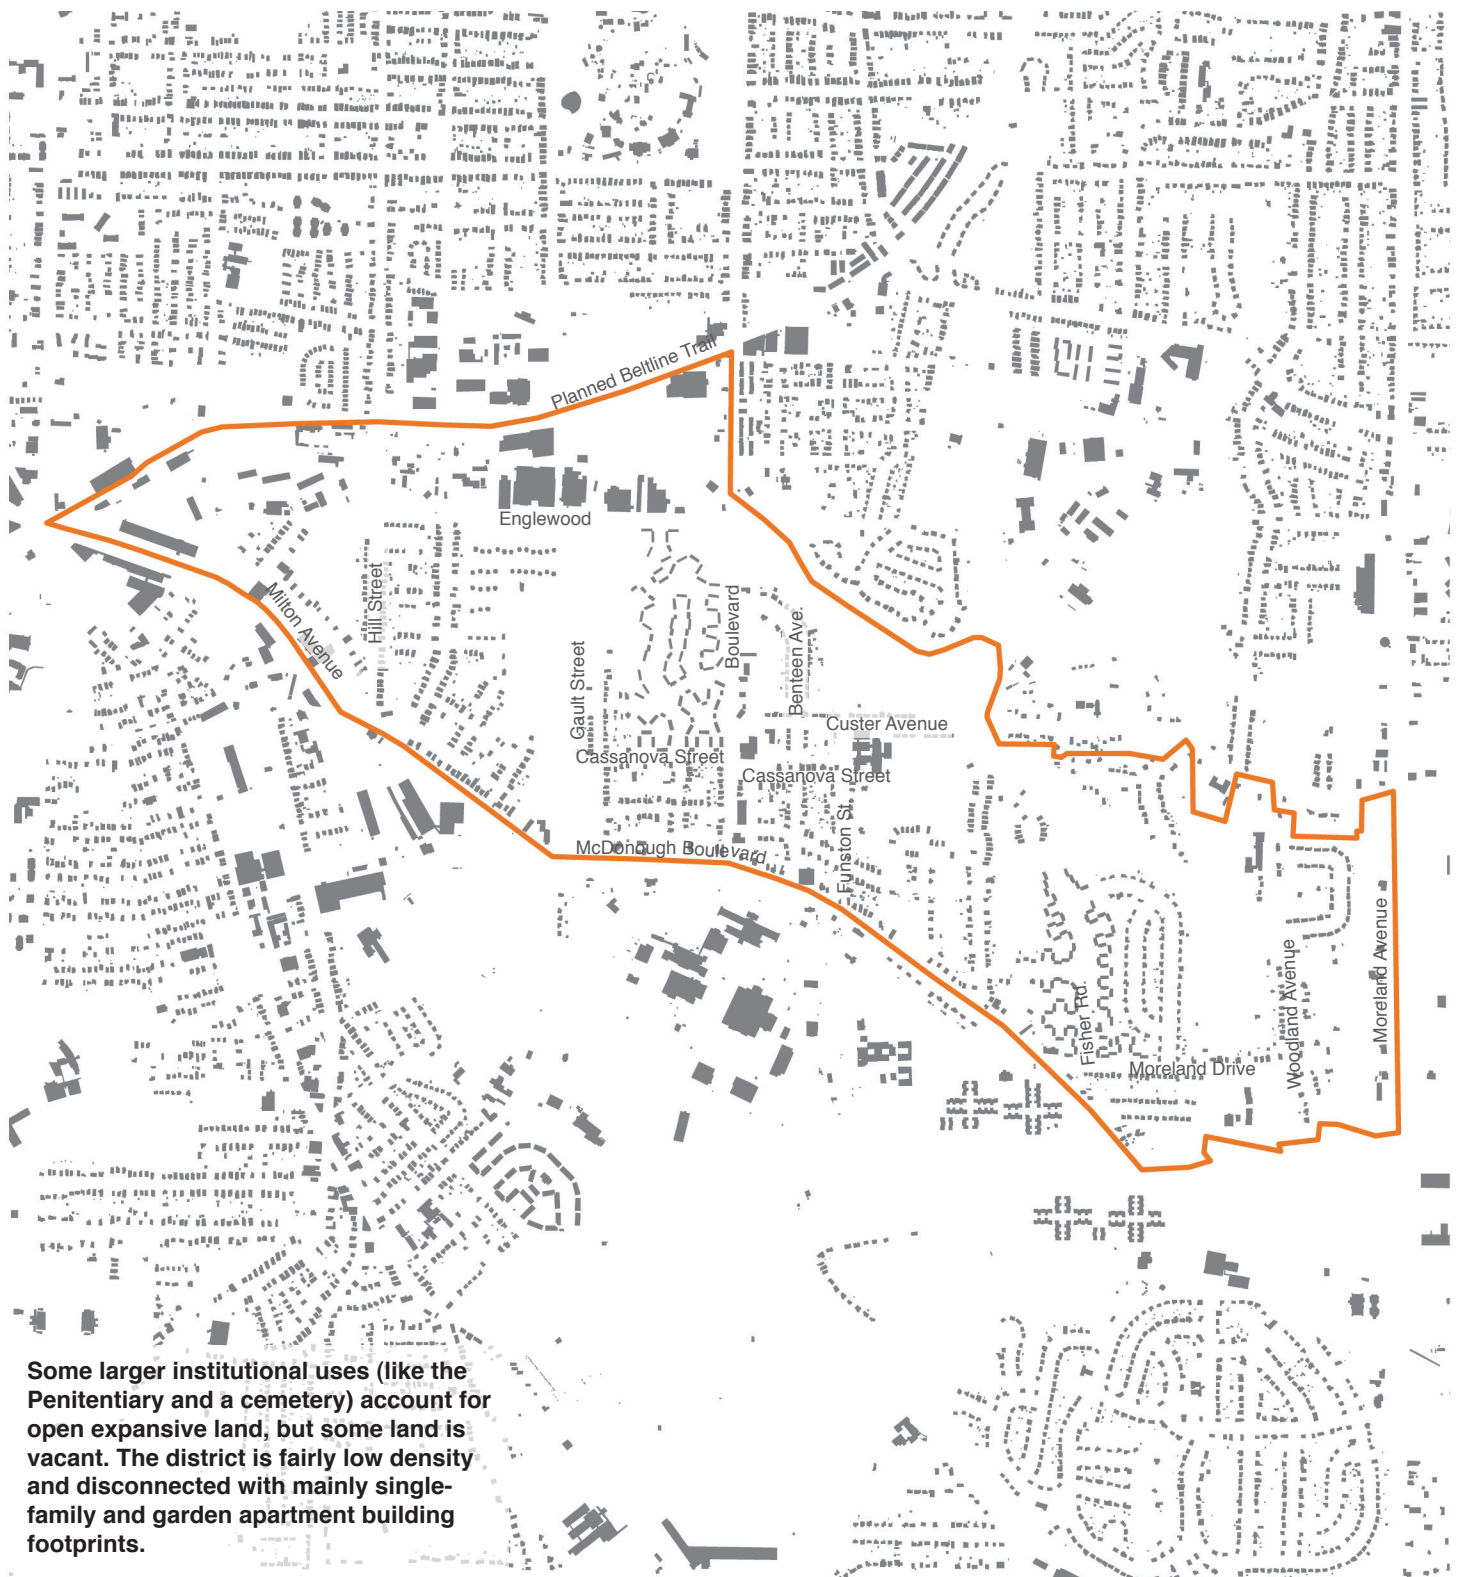 Planned Beltline Trail
Englewood
Milton Avenue
Hill Street
Gault Street
Boulevard
Benteen Ave.
Custer Avenue
Cassanova Street
Cassanova Street
Funston St.
McDonough Boulevard
Fisher Rd.
Moreland Drive
Woodland Avenue
Moreland Avenue
Some larger institutional uses (like the
Penitentiary and a cemetery) account for
open expansive land, but some land is
vacant. The district is fairly low density
and disconnected with mainly single-
family and garden apartment building
footprints.